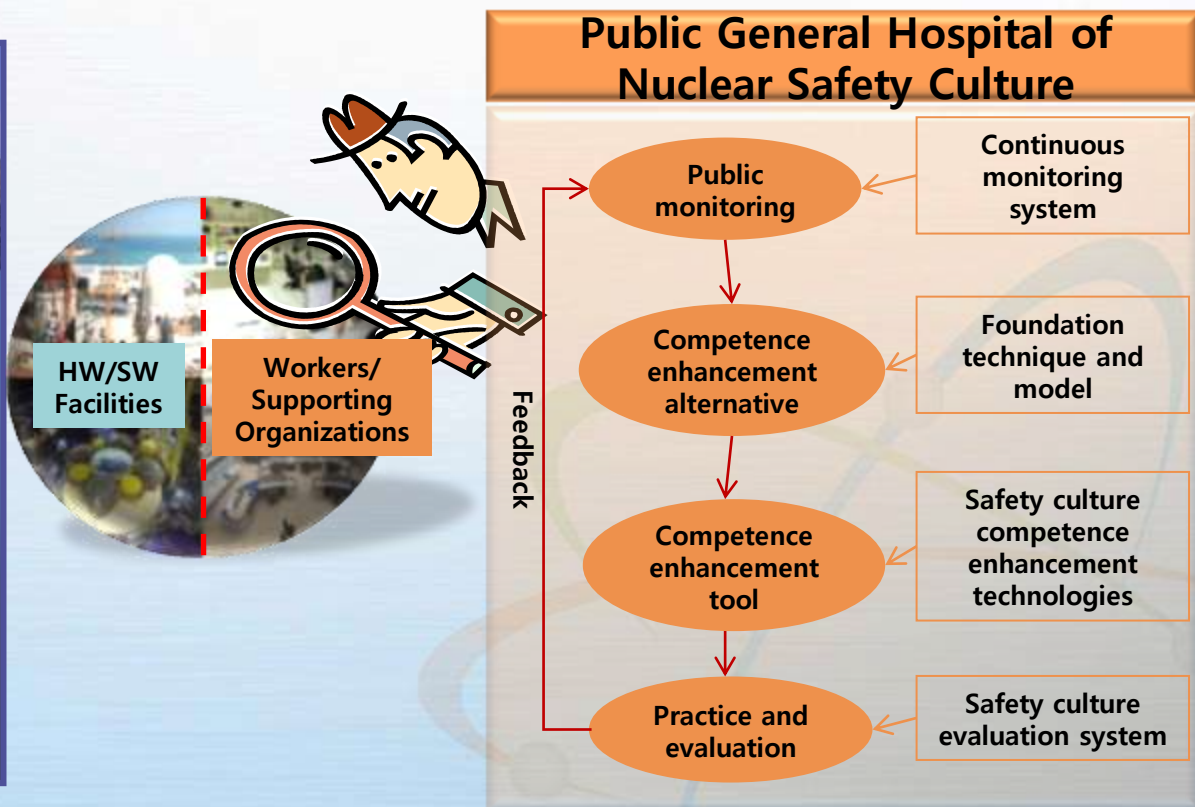 Public General Hospital of
Nuclear Safety Culture
HW/SW
Facilities
Workers/
Supporting
Organizations
Feedback
Public
monitoring
Continuous
monitoring
system
Competence
enhancement
alternative
Foundation
technique and
model
Competence
enhancement
tool
Safety culture
competence
enhancement
technologies
Practice and
evaluation
Safety culture
evaluation system